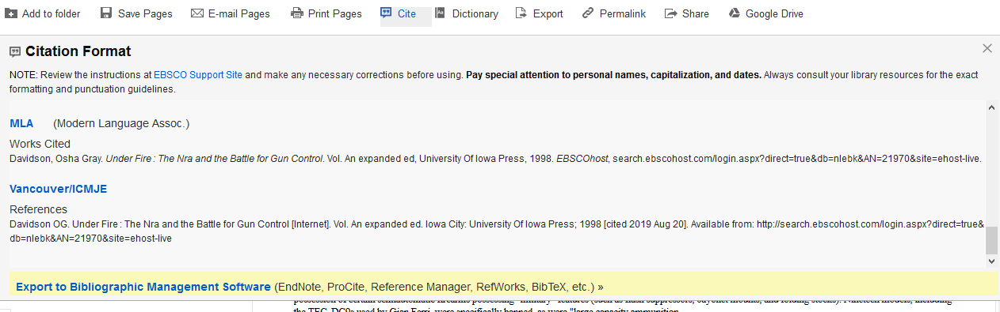 Add to folder Save Pages E-mail Pages Print Pages Cite Dictionary Export Permalink Share Google Drive
Citation Format
NOTE: Review the instructions at EBSCO Support Site and make any necessary corrections before using. Pay special attention to personal names, capitalization, and dates. Always consult your library resources for the exact
formatting and punctuation guidelines.
MLA (Modern Language Assoc.)
Works Cited
Davidson, Osha Gray. Under Fire : The Nra and the Battle for Gun Control. Vol. An expanded ed, University Of Iowa Press, 1998. EBSCOhost, search.ebscohost.com/login.aspx?direct=true&db=nlebk&AN=21970&site=ehost-live.
Vancouver/ICMJE
References
Davidson OG. Under Fire : The Nra and the Battle for Gun Control [Internet]. Vol. An expanded ed. Iowa City: University Of Iowa Press; 1998 [cited 2019 Aug 20]. Available from: http://search.ebscohost.com/login.aspx?direct=true&
db=nlebk&AN=21970&site=ehost-live
Export to Bibliographic Management Software (EndNote, ProCite, Reference Manager, RefWorks, BibTeX, etc.) »
possession of certain semiautomatic firearms possessing "military" features (such as flash suppressors, bayonet mounts, and folding stocks). Nineteen models, including
the TEC-DC9s used by Gian Ferri, were specifically banned, as were "large capacity ammunition